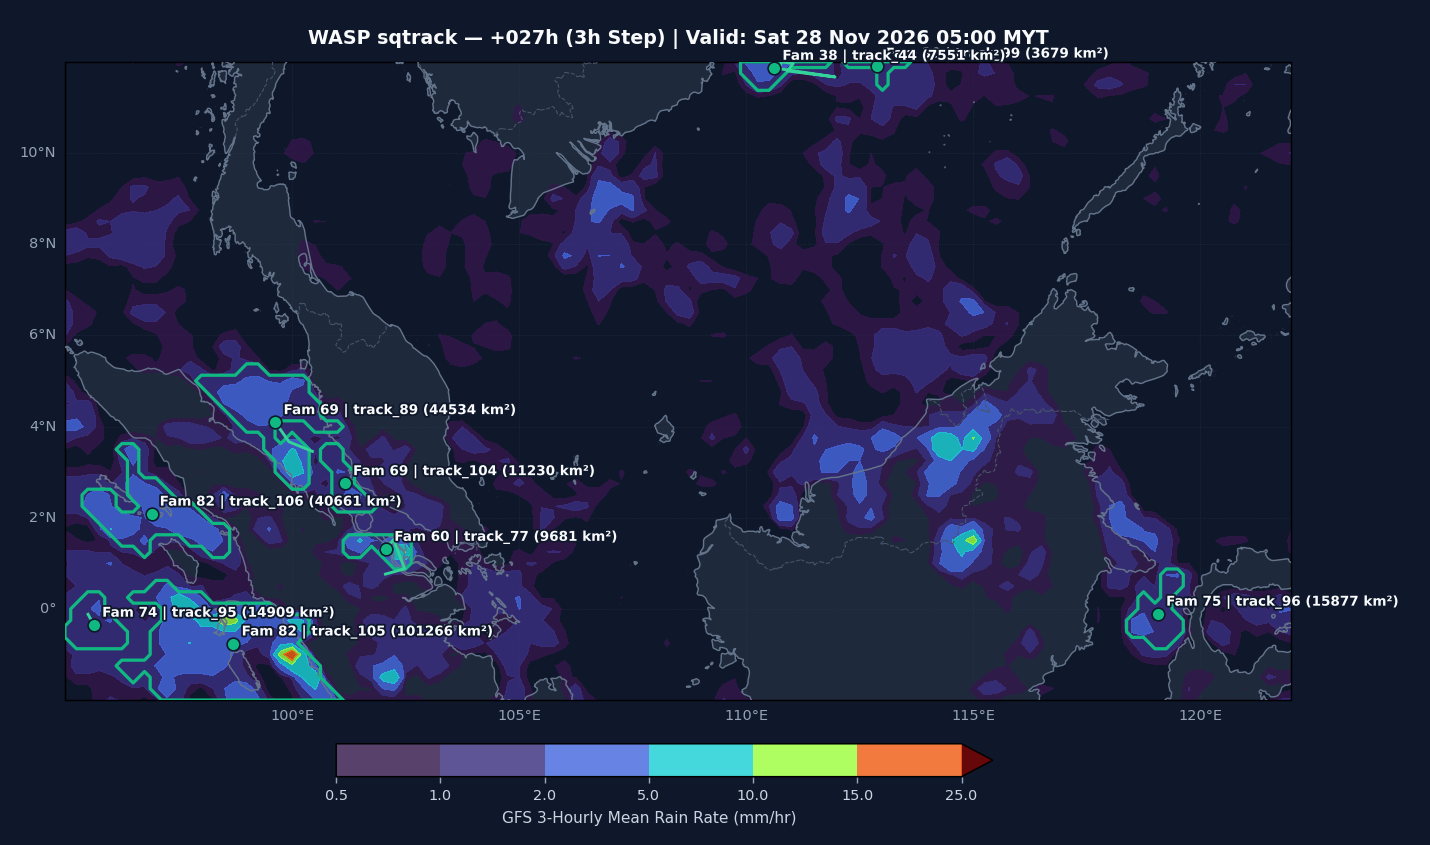 WASP sqtrack — +027h (3h Step) | Valid: Sat 28 Nov 2026 05:00 MYT
Fam 38 | track_44 (7551 km²)
99 (3679 km²)
10°N
8°N
6°N
4°N
2°N
0°
Fam 69 | track_89 (44534 km²)
Fam 69 | track_104 (11230 km²)
Fam 82 | track_106 (40661 km²)
Fam 60 | track_77 (9681 km²)
Fam 74 | track_95 (14909 km²)
Fam 75 | track_96 (15877 km²)
Fam 82 | track_105 (101266 km²)
100°E
105°E
110°E
115°E
120°E
0.5
1.0
2.0
5.0
10.0
15.0
25.0
GFS 3-Hourly Mean Rain Rate (mm/hr)